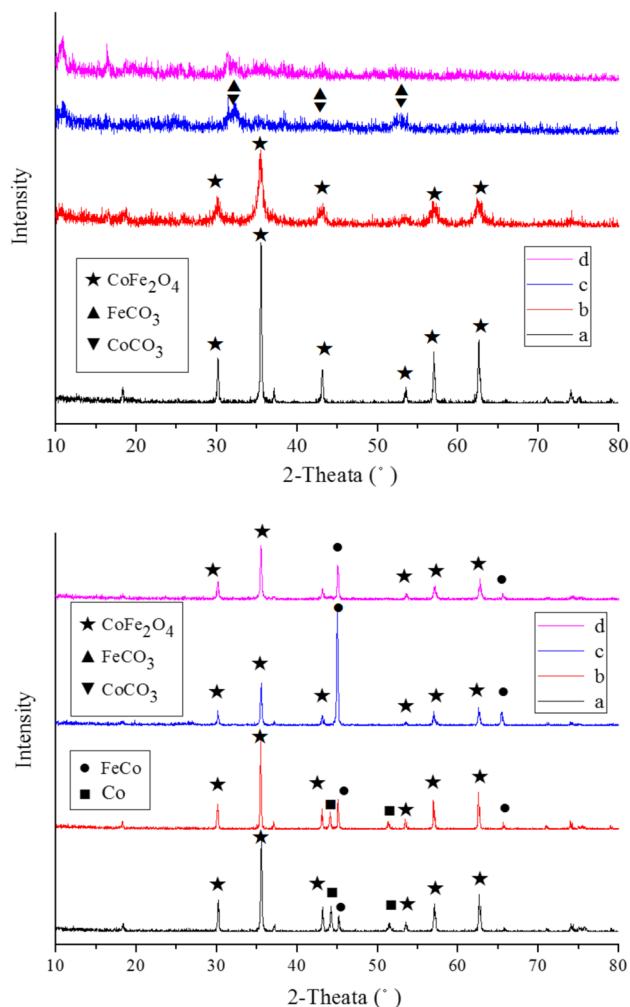 Intensity
★ CoFe₂O₄
▲ FeCO₃
▼ CoCO₃
d
c
b
a
10 20 30 40 50 60 70 80
2-Theata (°)
Intensity
★ CoFe₂O₄
▲ FeCO₃
▼ CoCO₃
● FeCo
■ Co
d
c
b
a
10 20 30 40 50 60 70 80
2-Theata (°)